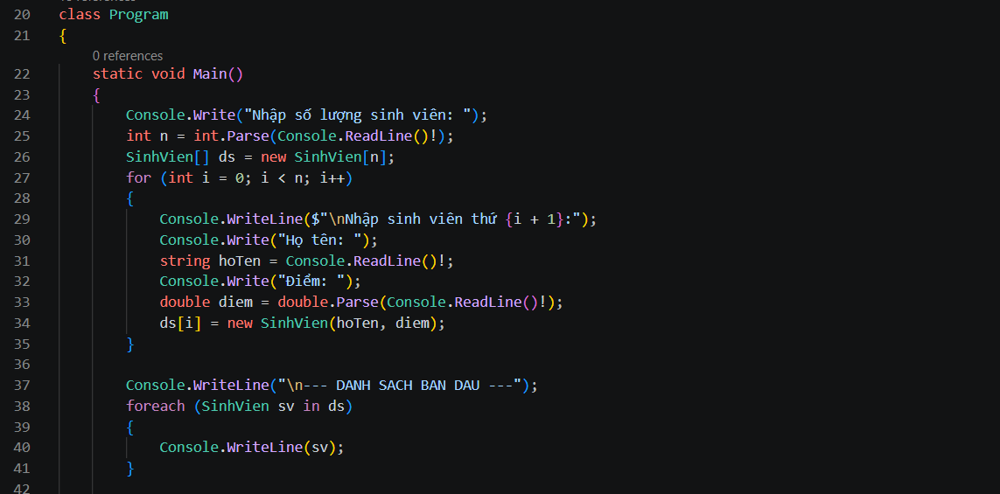 20 class Program
21 {
0 references
22 static void Main()
23 {
24 Console.Write("Nhập số lượng sinh viên: ");
25 int n = int.Parse(Console.ReadLine()!);
26 SinhVien[] ds = new SinhVien[n];
27 for (int i = 0; i < n; i++)
28 {
29 Console.WriteLine($"\nNhập sinh viên thứ {i + 1}:");
30 Console.Write("Họ tên: ");
31 string hoTen = Console.ReadLine()!;
32 Console.Write("Điểm: ");
33 double diem = double.Parse(Console.ReadLine()!);
34 ds[i] = new SinhVien(hoTen, diem);
35 }
36
37 Console.WriteLine("\n--- DANH SACH BAN DAU ---");
38 foreach (SinhVien sv in ds)
39 {
40 Console.WriteLine(sv);
41 }
42